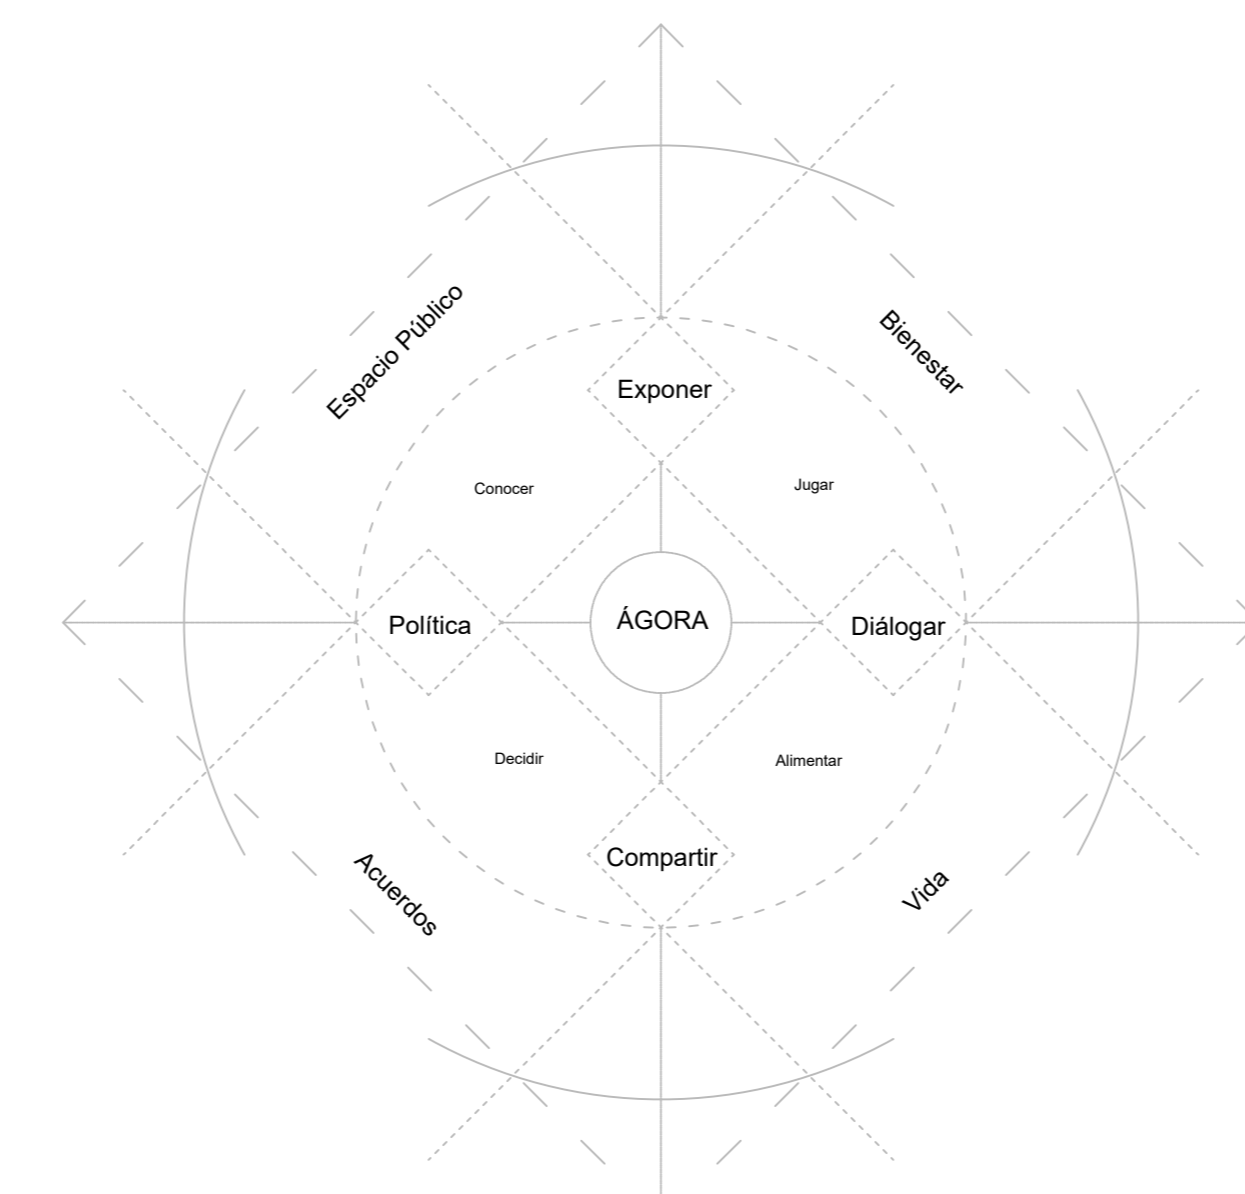 Espacio Público
Bienestar
Exponer
Conocer
Jugar
Política
ÁGORA
Diálogar
Decidir
Alimentar
Compartir
Acuerdos
Vida